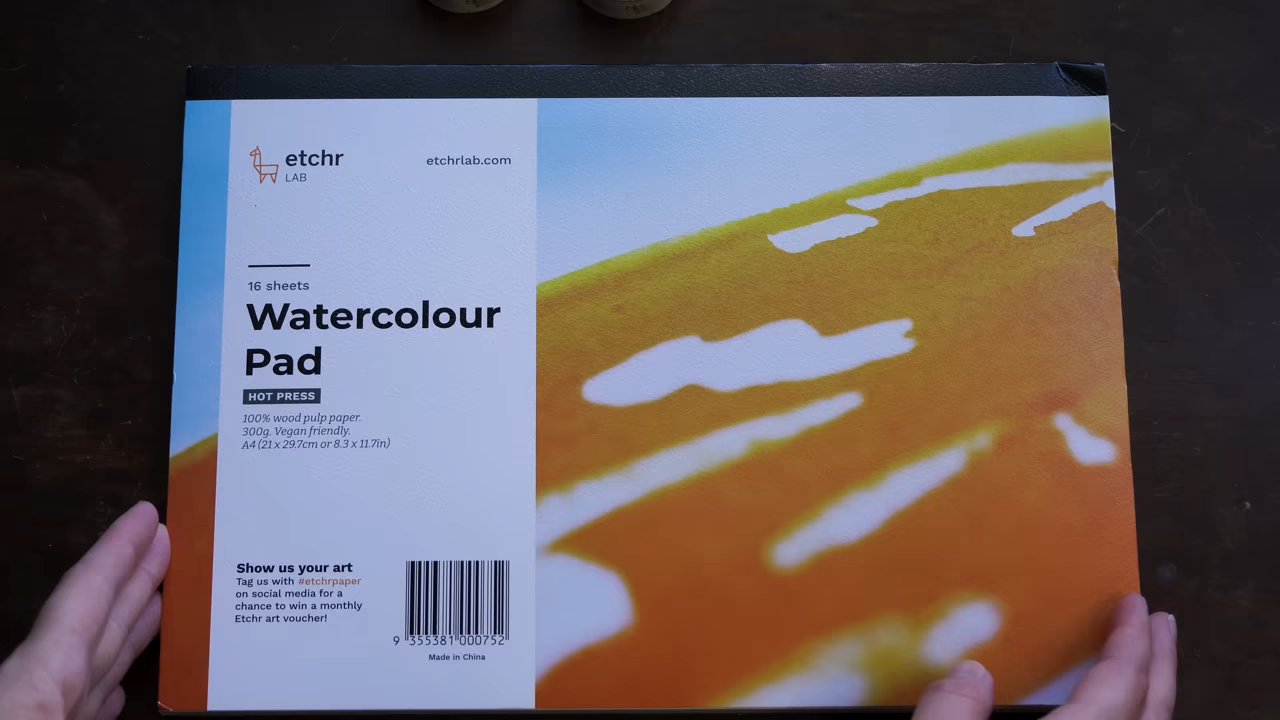 etchr
LAB
etchrlab.com
16 sheets
Watercolour
Pad
HOT PRESS
100% wood pulp paper.
300g. Vegan friendly.
A4 (21 x 29.7cm or 8.3 x 11.7in)
Show us your art
Tag us with #etchrpaper
on social media for a
chance to win a monthly
Etchr art voucher!
9 355381 000752
Made in China